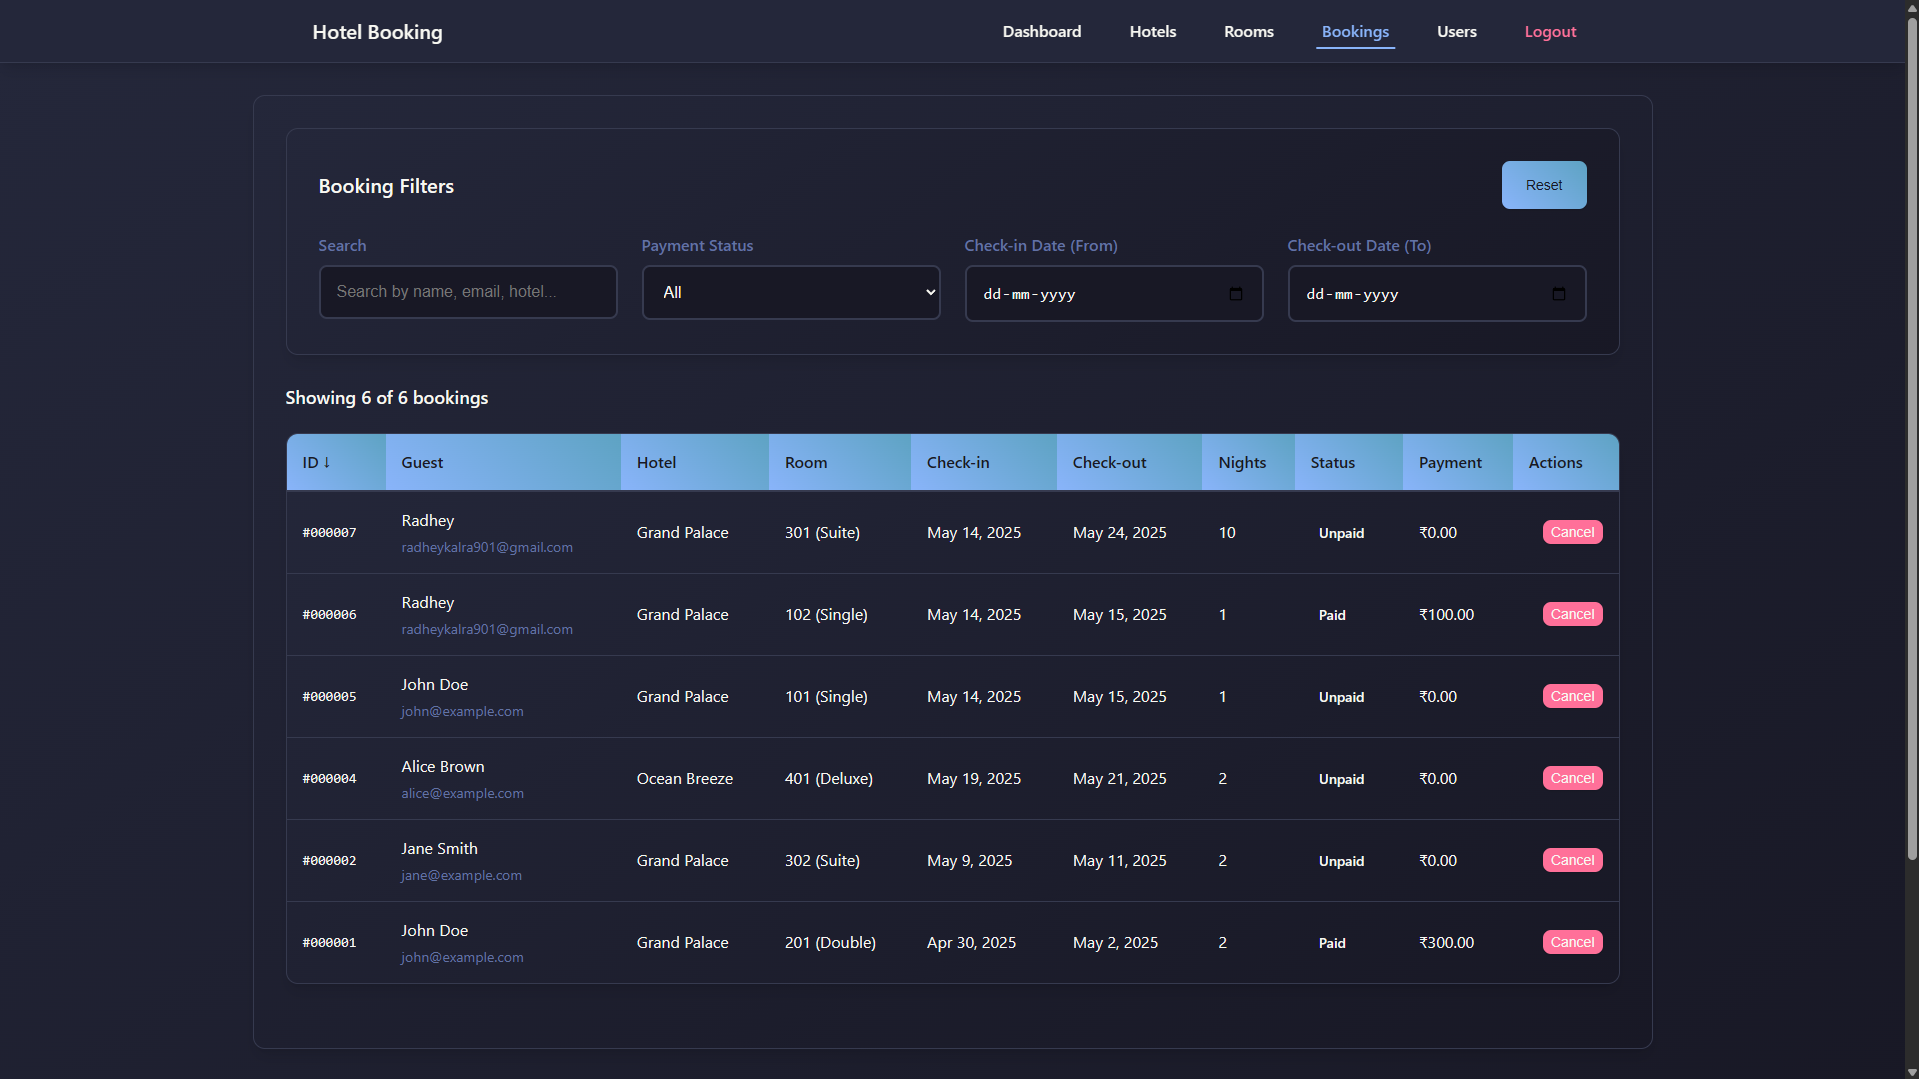 Hotel Booking
Dashboard Hotels Rooms Bookings Users Logout
Booking Filters
Reset
Search Payment Status Check-in Date (From) Check-out Date (To)
Search by name, email, hotel... All dd-mm-yyyy dd-mm-yyyy
Showing 6 of 6 bookings
ID ↓ Guest Hotel Room Check-in Check-out Nights Status Payment Actions
#000007 Radhey Grand Palace 301 (Suite) May 14, 2025 May 24, 2025 10 Unpaid ₹0.00 Cancel
radheykalra901@gmail.com
#000006 Radhey Grand Palace 102 (Single) May 14, 2025 May 15, 2025 1 Paid ₹100.00 Cancel
radheykalra901@gmail.com
#000005 John Doe Grand Palace 101 (Single) May 14, 2025 May 15, 2025 1 Unpaid ₹0.00 Cancel
john@example.com
#000004 Alice Brown Ocean Breeze 401 (Deluxe) May 19, 2025 May 21, 2025 2 Unpaid ₹0.00 Cancel
alice@example.com
#000002 Jane Smith Grand Palace 302 (Suite) May 9, 2025 May 11, 2025 2 Unpaid ₹0.00 Cancel
jane@example.com
#000001 John Doe Grand Palace 201 (Double) Apr 30, 2025 May 2, 2025 2 Paid ₹300.00 Cancel
john@example.com